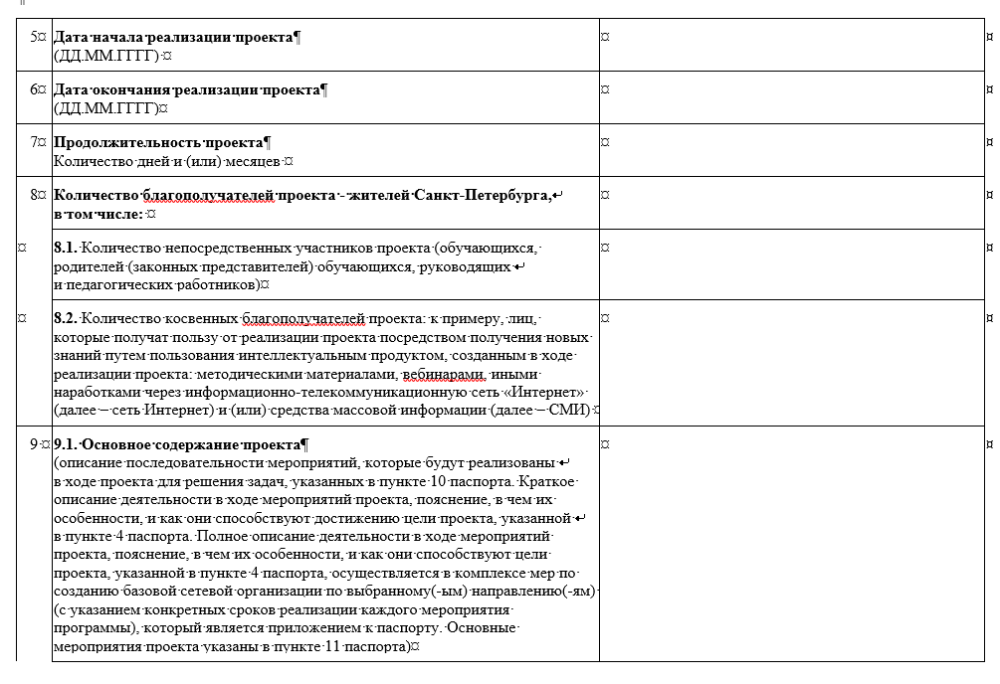 5 Дата начала реализации проекта
(ДД.ММ.ГГГГ)
6 Дата окончания реализации проекта
(ДД.ММ.ГГГГ)
7 Продолжительность проекта
Количество дней и (или) месяцев
8 Количество благополучателей проекта - жителей Санкт-Петербурга,
в том числе:
8.1. Количество непосредственных участников проекта (обучающихся,
родителей (законных представителей) обучающихся, руководящих
и педагогических работников)
8.2. Количество косвенных благополучателей проекта: к примеру, лиц,
которые получат пользу от реализации проекта посредством получения новых
знаний путем пользования интеллектуальным продуктом, созданным в ходе
реализации проекта: методическими материалами, вебинарами, иными
наработками через информационно-телекоммуникационную сеть «Интернет»
(далее – сеть Интернет) и (или) средства массовой информации (далее – СМИ)
9 9.1. Основное содержание проекта
(описание последовательности мероприятий, которые будут реализованы
в ходе проекта для решения задач, указанных в пункте 10 паспорта. Краткое
описание деятельности в ходе мероприятий проекта, пояснение, в чем их
особенности, и как они способствуют достижению цели проекта, указанной
в пункте 4 паспорта. Полное описание деятельности в ходе мероприятий
проекта, пояснение, в чем их особенности, и как они способствуют цели
проекта, указанной в пункте 4 паспорта, осуществляется в комплексе мер по
созданию базовой сетевой организации по выбранному(-ым) направлению(-ям)
(с указанием конкретных сроков реализации каждого мероприятия
программы), который является приложением к паспорту. Основные
мероприятия проекта указаны в пункте 11 паспорта)